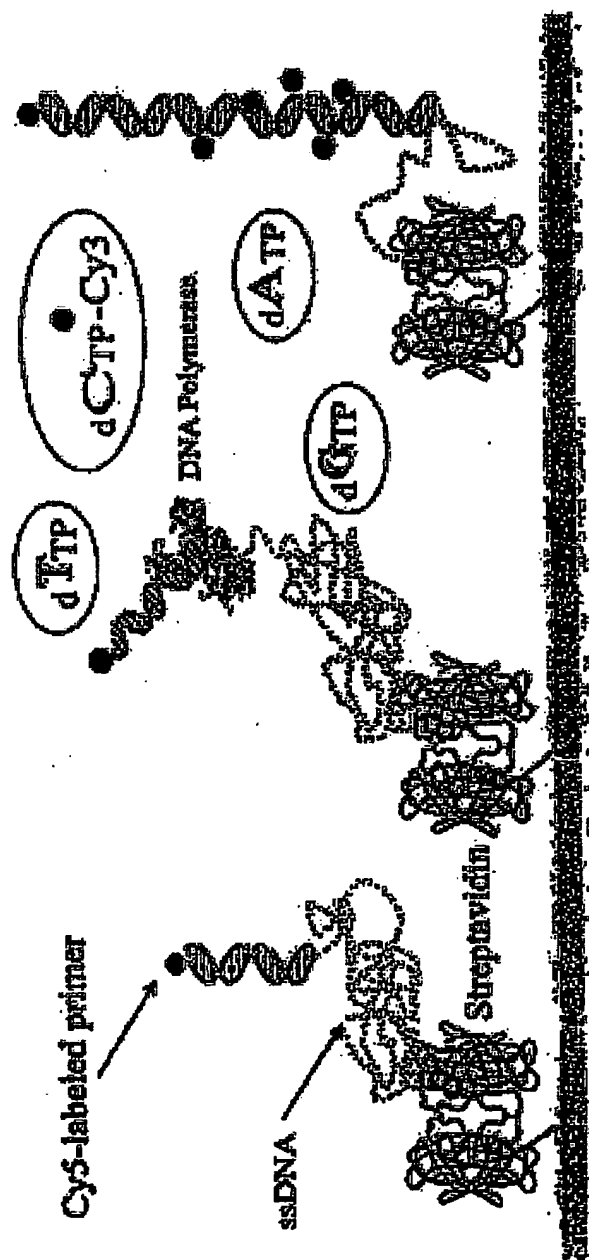 Cy5-labeled primer
ssDNA
Streptavidin
dTTP
dCTP-Cy3
DNA Polymerase
dGTP
dATP